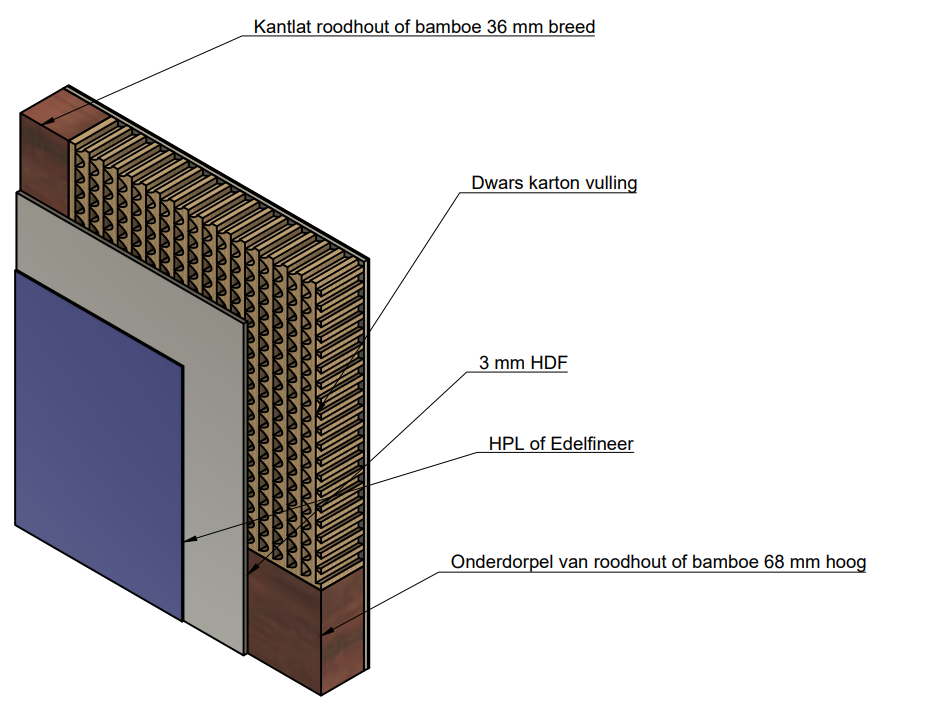 Kantlat roodhout of bamboe 36 mm breed
Dwars karton vulling
3 mm HDF
HPL of Edelfineer
Onderdorpel van roodhout of bamboe 68 mm hoog